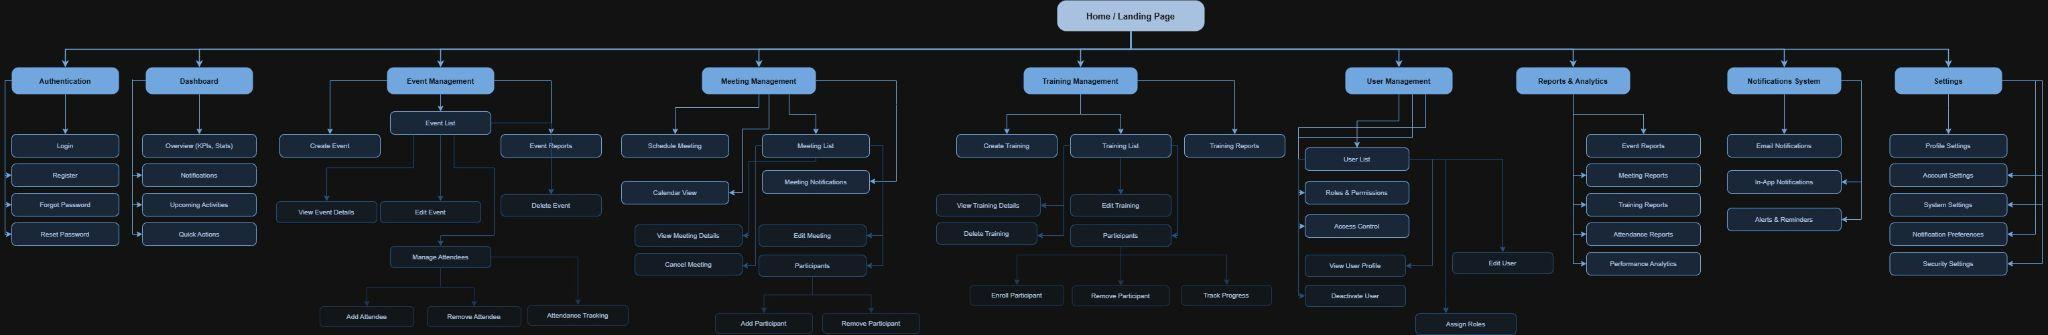 Home / Landing Page
Authentication
Dashboard
Event Management
Meeting Management
Training Management
User Management
Reports & Analytics
Notifications System
Settings
Login
Register
Forgot Password
Reset Password
Overview (KPIs, Stats)
Notifications
Upcoming Activities
Quick Actions
Event List
Create Event
Event Reports
View Event Details
Edit Event
Delete Event
Manage Attendees
Add Attendee
Remove Attendee
Attendance Tracking
Schedule Meeting
Meeting List
Calendar View
Meeting Notifications
View Meeting Details
Edit Meeting
Cancel Meeting
Participants
Add Participant
Remove Participant
Create Training
Training List
Training Reports
View Training Details
Edit Training
Delete Training
Participants
Enroll Participant
Remove Participant
Track Progress
User List
Roles & Permissions
Access Control
View User Profile
Edit User
Deactivate User
Assign Roles
Event Reports
Meeting Reports
Training Reports
Attendance Reports
Performance Analytics
Email Notifications
In-App Notifications
Alerts & Reminders
Profile Settings
Account Settings
System Settings
Notification Preferences
Security Settings